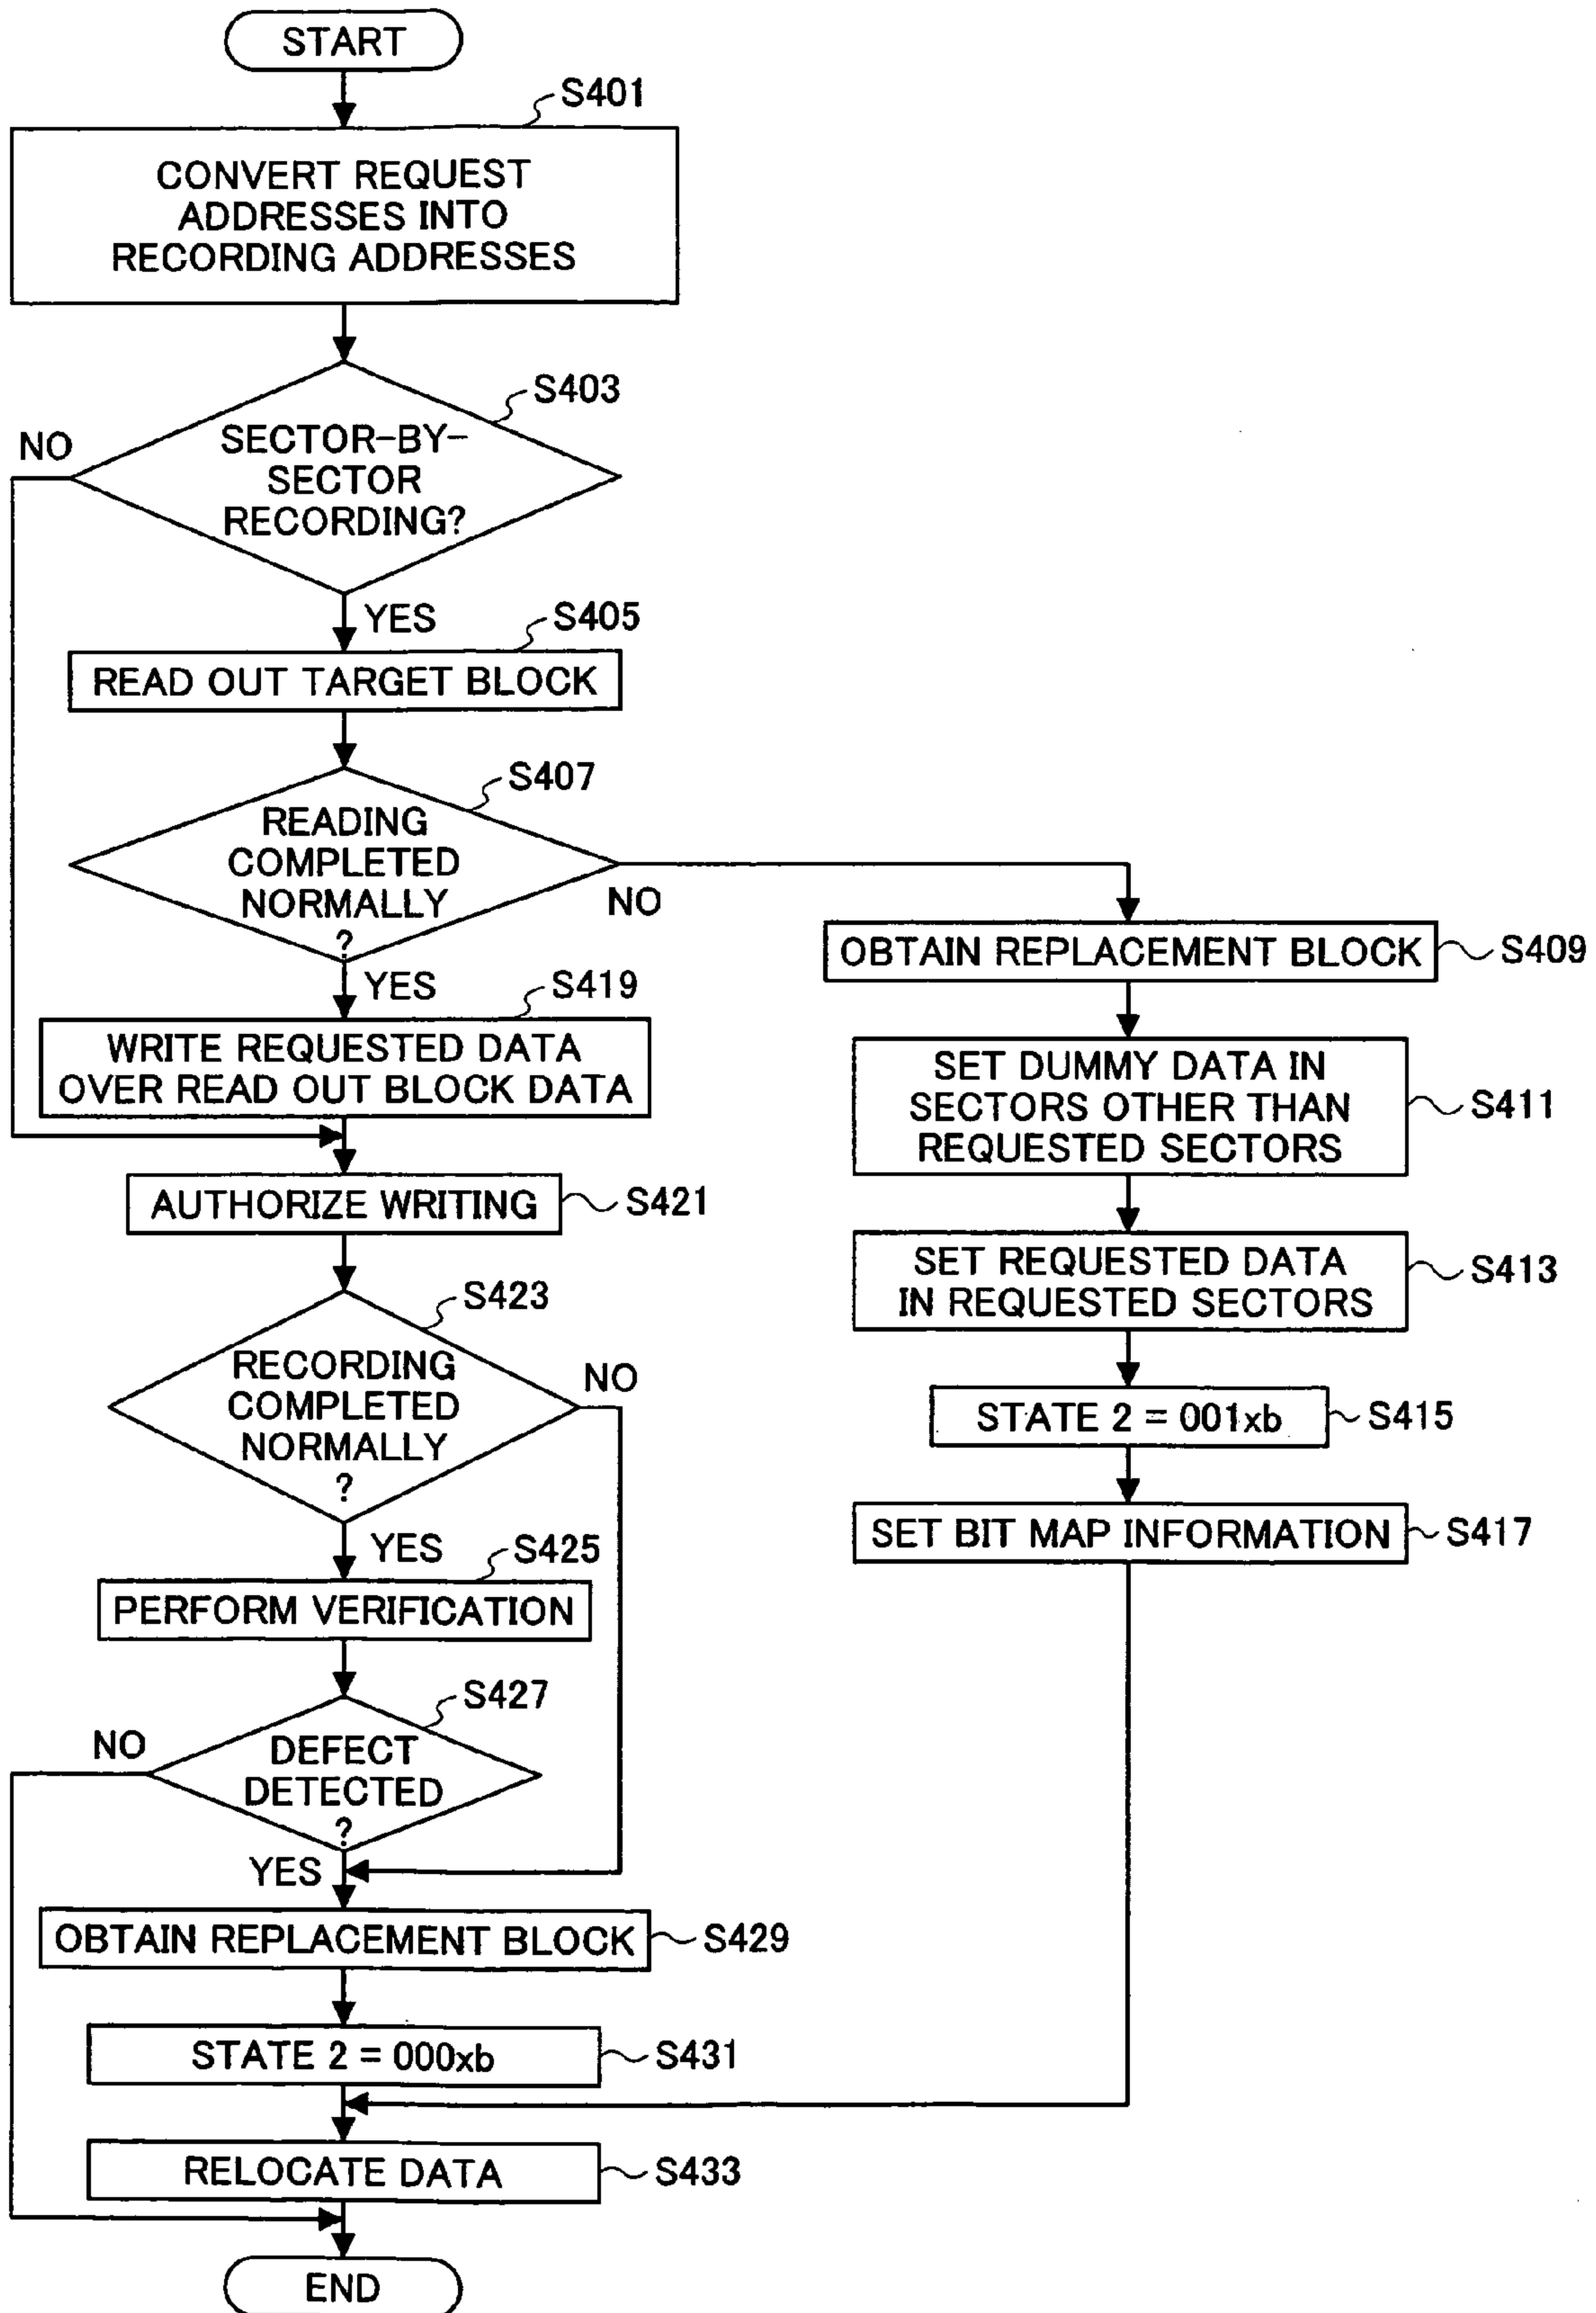 START
S401
CONVERT REQUEST
ADDRESSES INTO
RECORDING ADDRESSES
S403
NO
SECTOR-BY-
SECTOR
RECORDING?
YES
S405
READ OUT TARGET BLOCK
S407
READING
COMPLETED
NORMALLY
?
NO
YES
OBTAIN REPLACEMENT BLOCK
S409
SET DUMMY DATA IN
SECTORS OTHER THAN
REQUESTED SECTORS
S411
SET REQUESTED DATA
IN REQUESTED SECTORS
S413
STATE 2 = 001xb
S415
SET BIT MAP INFORMATION
S417
S419
WRITE REQUESTED DATA
OVER READ OUT BLOCK DATA
AUTHORIZE WRITING
S421
S423
RECORDING
COMPLETED
NORMALLY
?
NO
YES
S425
PERFORM VERIFICATION
S427
NO
DEFECT
DETECTED
?
YES
OBTAIN REPLACEMENT BLOCK
S429
STATE 2 = 000xb
S431
RELOCATE DATA
S433
END